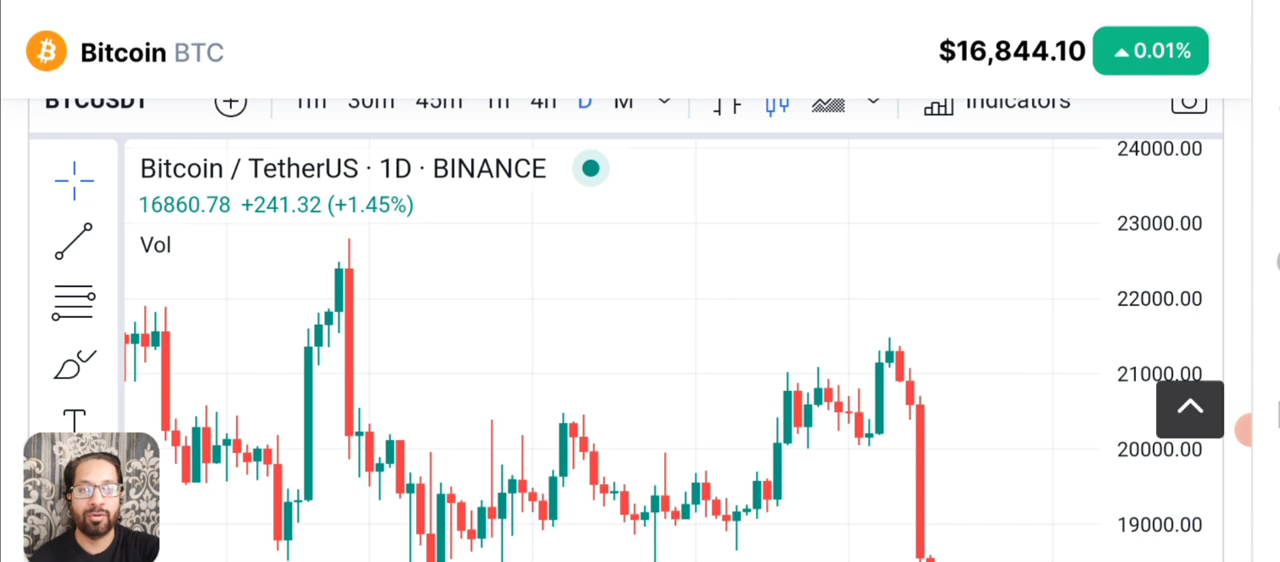 Bitcoin BTC
$16,844.10 0.01%
BTCUSDT 1m 30m 45m 1h 4h D M Indicators
Bitcoin / TetherUS · 1D · BINANCE
16860.78 +241.32 (+1.45%)
Vol
T
24000.00
23000.00
22000.00
21000.00
20000.00
19000.00